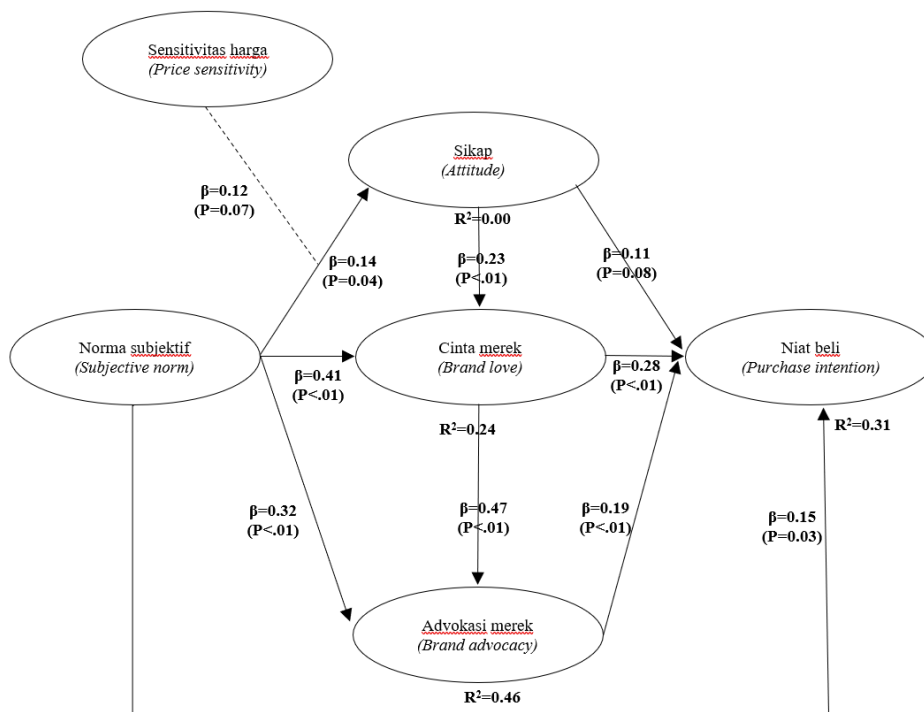 Sensitivitas harga
(Price sensitivity)
Sikap
(Attitude)
β=0.12
(P=0.07)
R²=0.00
β=0.14
(P=0.04)
β=0.23
(P<.01)
β=0.11
(P=0.08)
Norma subjektif
(Subjective norm)
Cinta merek
(Brand love)
Niat beli
(Purchase intention)
β=0.41
(P<.01)
β=0.28
(P<.01)
R²=0.24
R²=0.31
β=0.32
(P<.01)
β=0.47
(P<.01)
β=0.19
(P<.01)
β=0.15
(P=0.03)
Advokasi merek
(Brand advocacy)
R²=0.46